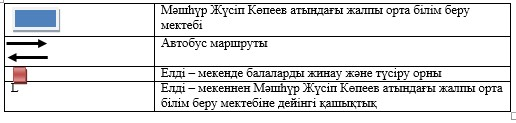 Мәшһүр Жүсіп Көпеев атындағы жалпы орта білім беру
мектебі
Автобус маршруты
Елді – мекенде балаларды жинау және түсіру орны
L
Елді – мекеннен Мәшһүр Жүсіп Көпеев атындағы жалпы орта
білім беру мектебіне дейінгі қашықтық